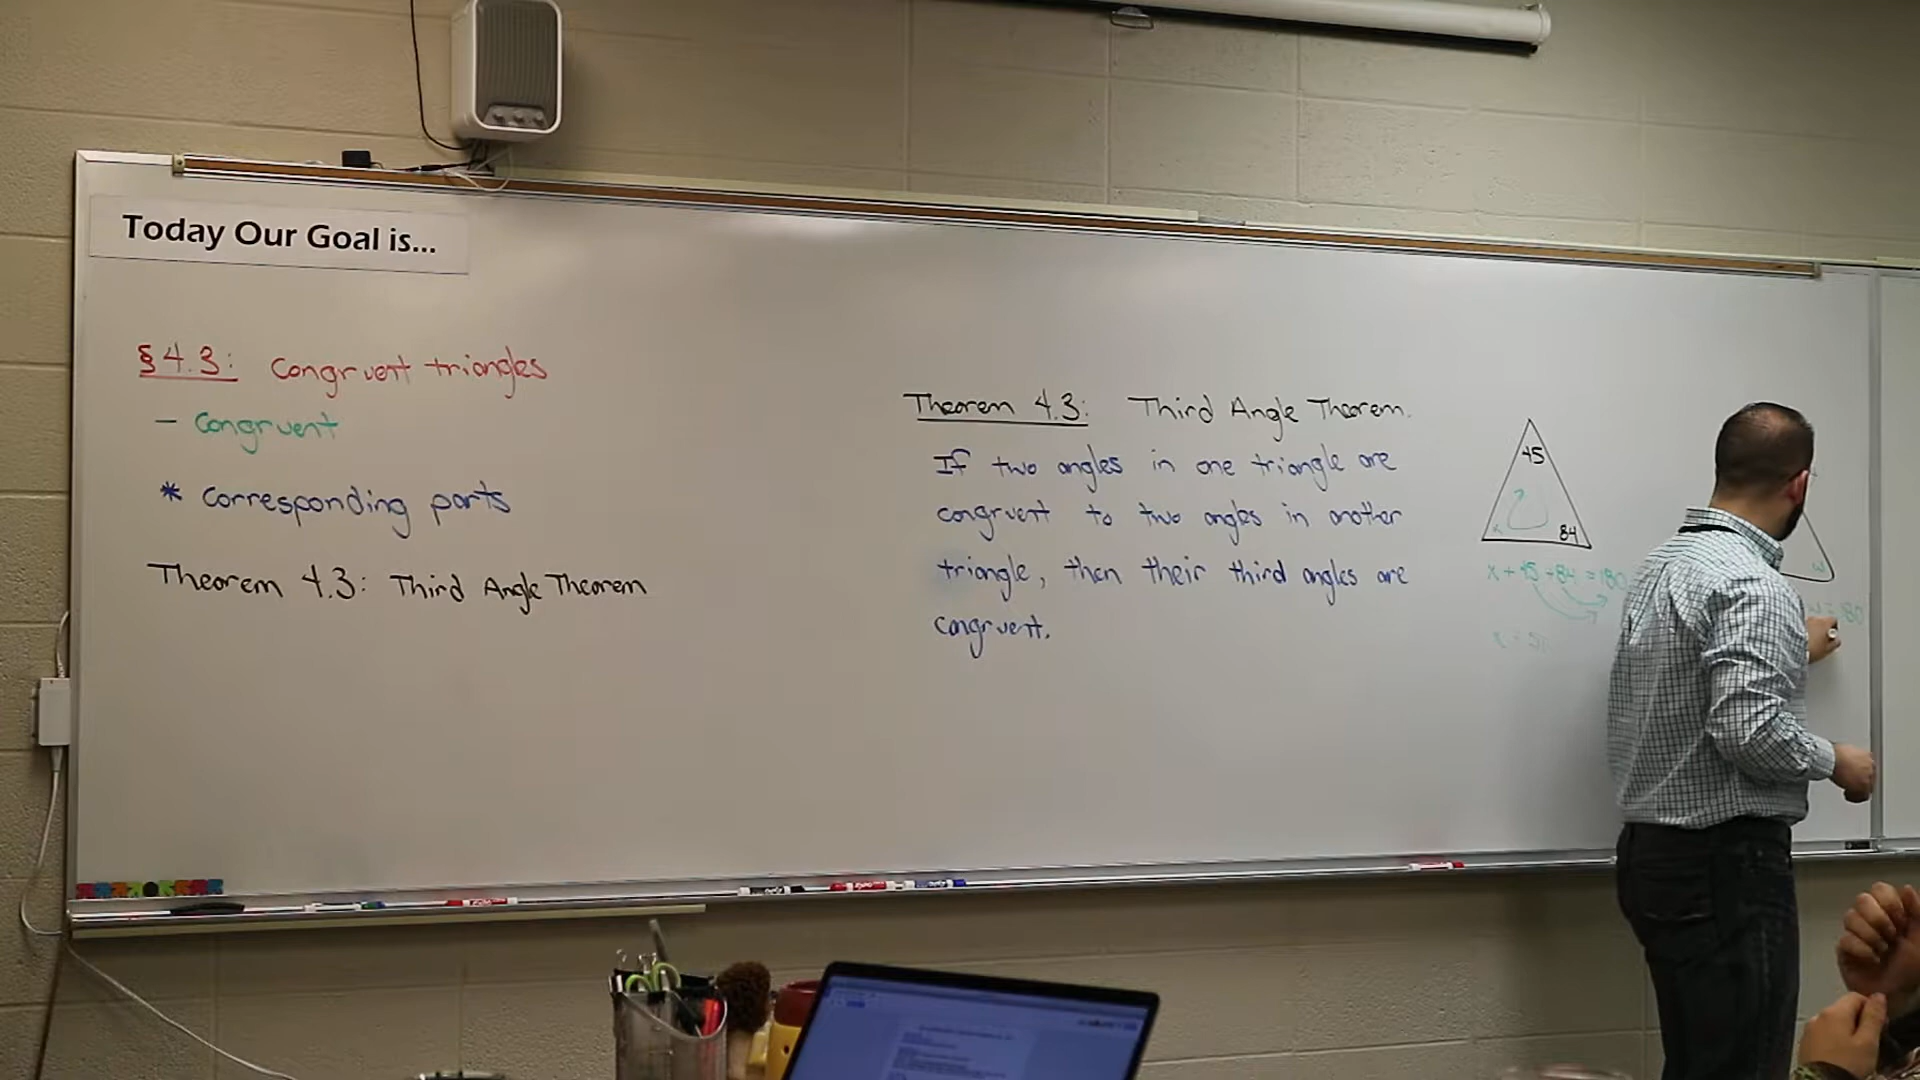 Today Our Goal is...
§4.3: Congruent triangles
- Congruent
* corresponding parts
Theorem 4.3: Third Angle Theorem
Theorem 4.3: Third Angle Theorem.
If two angles in one triangle are
congruent to two angles in another
triangle, then their third angles are
congruent.
45
x 84
x + 45 + 84 = 180
w
180